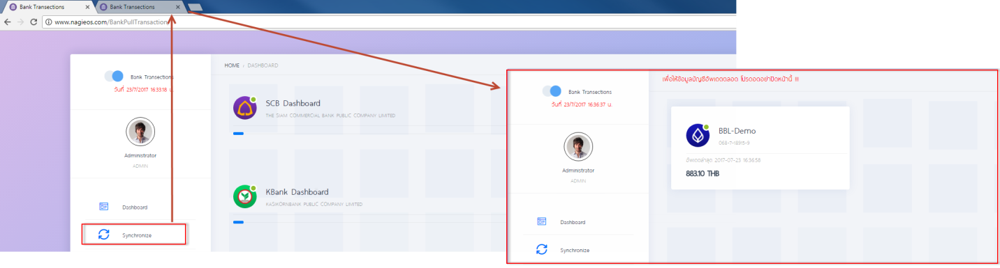 Bank Transactions
Bank Transactions
www.nagieos.com/BankPullTransaction
Bank Transections
วันที่ 23/7/2017 16:33:18 น.
Administrator
ADMIN
Dashboard
Synchronize
HOME › DASHBOARD
SCB Dashboard
THE SIAM COMMERCIAL BANK PUBLIC COMPANY LIMITED
KBank Dashboard
KASIKORNBANK PUBLIC COMPANY LIMITED
Bank Transections
วันที่ 23/7/2017 16:36:37 น.
Administrator
ADMIN
Dashboard
Synchronize
เพื่อให้ข้อมูลบัญชีอัพเดตตลอด โปรดอย่าปิดหน้านี้ !!!
BBL-Demo
068-7-18915-9
อัพเดตล่าสุด 2017-07-23 16:36:58
883.10 THB